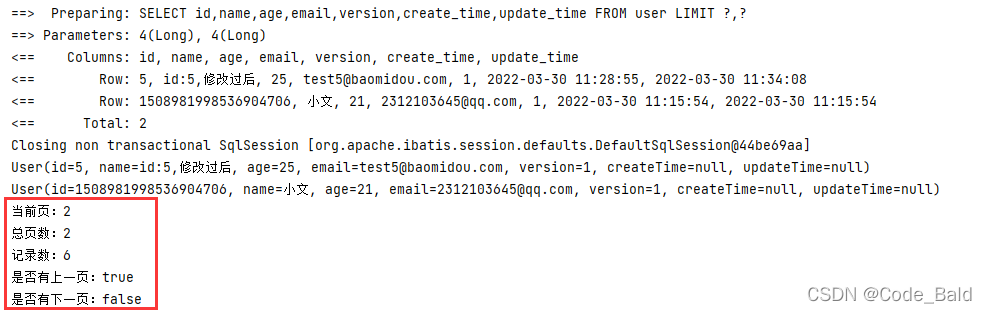 ==>  Preparing: SELECT id,name,age,email,version,create_time,update_time FROM user LIMIT ?,?
==> Parameters: 4(Long), 4(Long)
<==    Columns: id, name, age, email, version, create_time, update_time
<==        Row: 5, id:5,修改过后, 25, test5@baomidou.com, 1, 2022-03-30 11:28:55, 2022-03-30 11:34:08
<==        Row: 1508981998536904706, 小文, 21, 2312103645@qq.com, 1, 2022-03-30 11:15:54, 2022-03-30 11:15:54
<==      Total: 2
Closing non transactional SqlSession [org.apache.ibatis.session.defaults.DefaultSqlSession@44be69aa]
User(id=5, name=id:5,修改过后, age=25, email=test5@baomidou.com, version=1, createTime=null, updateTime=null)
User(id=1508981998536904706, name=小文, age=21, email=2312103645@qq.com, version=1, createTime=null, updateTime=null)
当前页：2
总页数：2
记录数：6
是否有上一页：true
是否有下一页：false
CSDN @Code_Bald